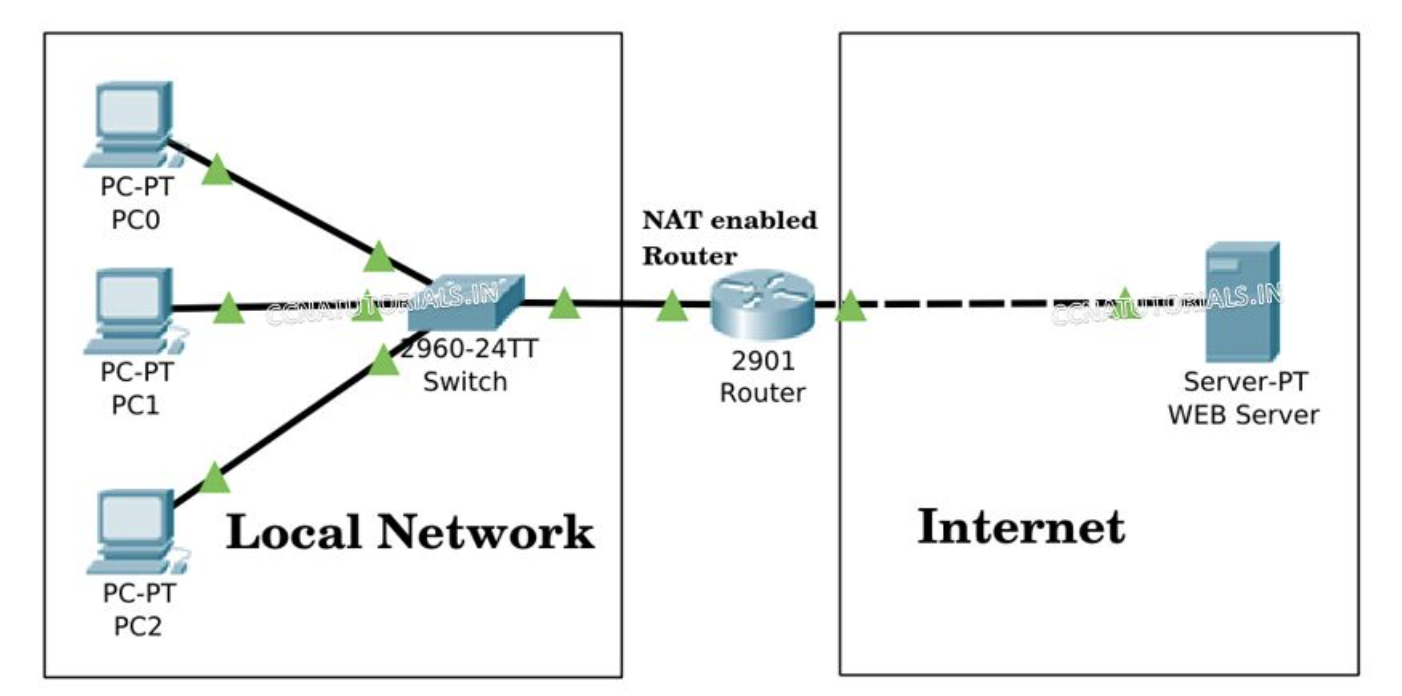 PC-PT
PC0
NAT enabled
Router
CCNATUTORIALS.IN
CCNATUTORIALS.IN
PC-PT
PC1
2960-24TT
Switch
2901
Router
Server-PT
WEB Server
Local Network
Internet
PC-PT
PC2